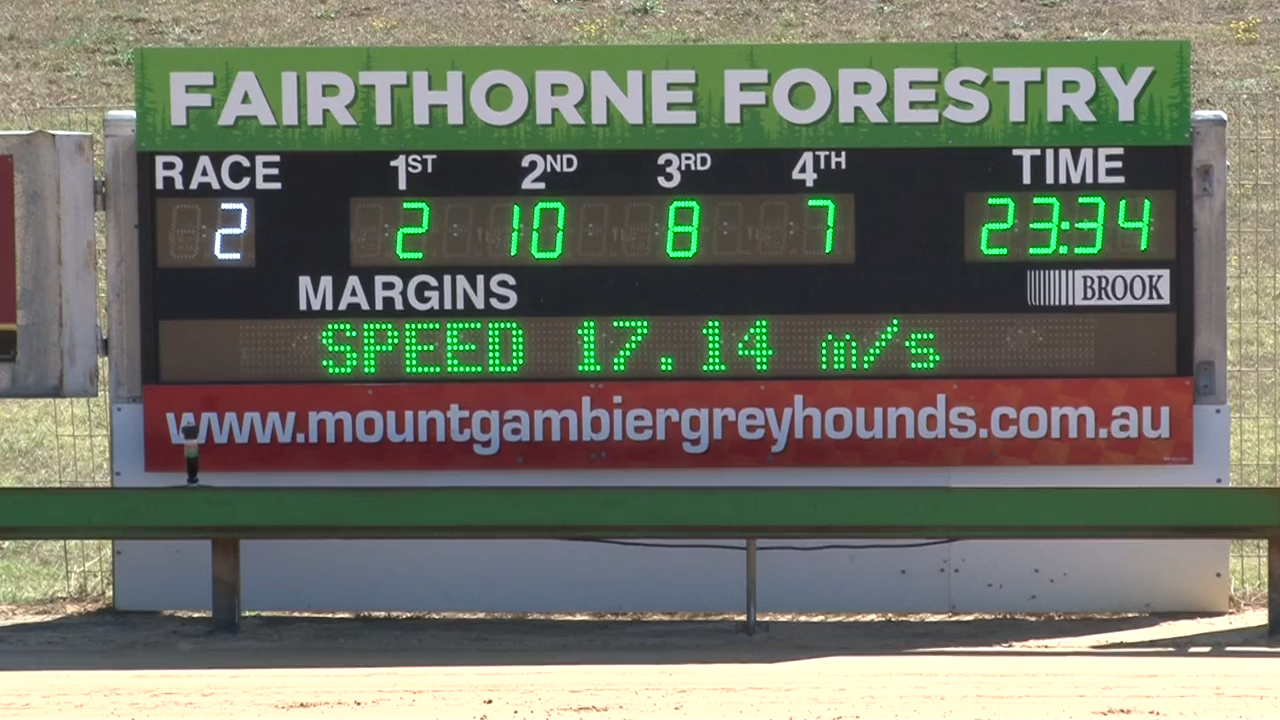 FAIRTHORNE FORESTRY
RACE 1ST 2ND 3RD 4TH TIME
2 2 10 8 7 23:34
MARGINS BROOK
SPEED 17.14 m/s
www.mountgambiergreyhounds.com.au